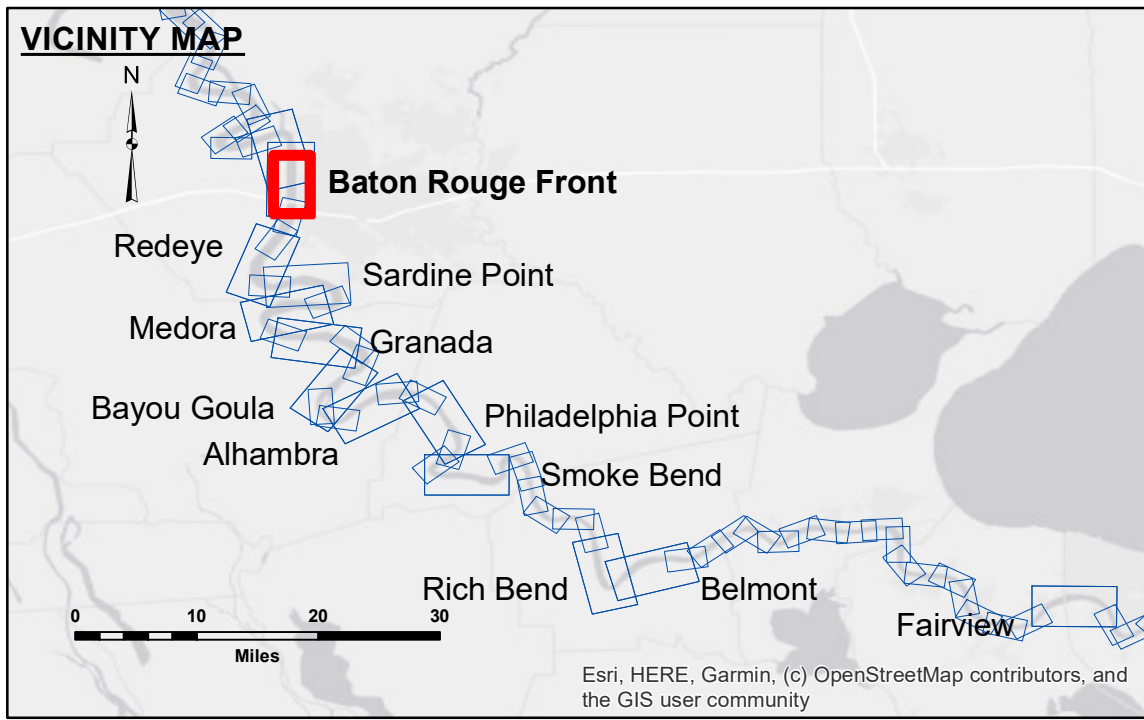 VICINITY MAP
N
Baton Rouge Front
Redeye
Sardine Point
Medora
Granada
Bayou Goula
Philadelphia Point
Alhambra
Smoke Bend
Rich Bend
Belmont
Fairview
0 10 20 30
Miles
Esri, HERE, Garmin, (c) OpenStreetMap contributors, and
the GIS user community